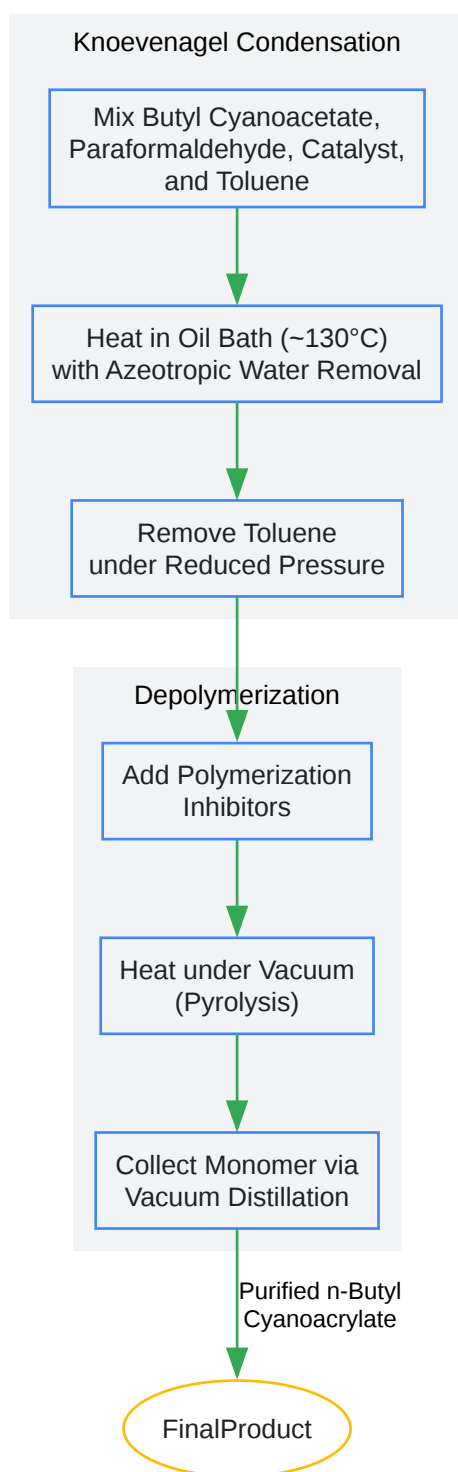 Knoevenagel Condensation
Mix Butyl Cyanoacetate,
Paraformaldehyde, Catalyst,
and Toluene
Heat in Oil Bath (~130°C)
with Azeotropic Water Removal
Remove Toluene
under Reduced Pressure
Depolymerization
Add Polymerization
Inhibitors
Heat under Vacuum
(Pyrolysis)
Collect Monomer via
Vacuum Distillation
Purified n-Butyl
Cyanoacrylate
FinalProduct